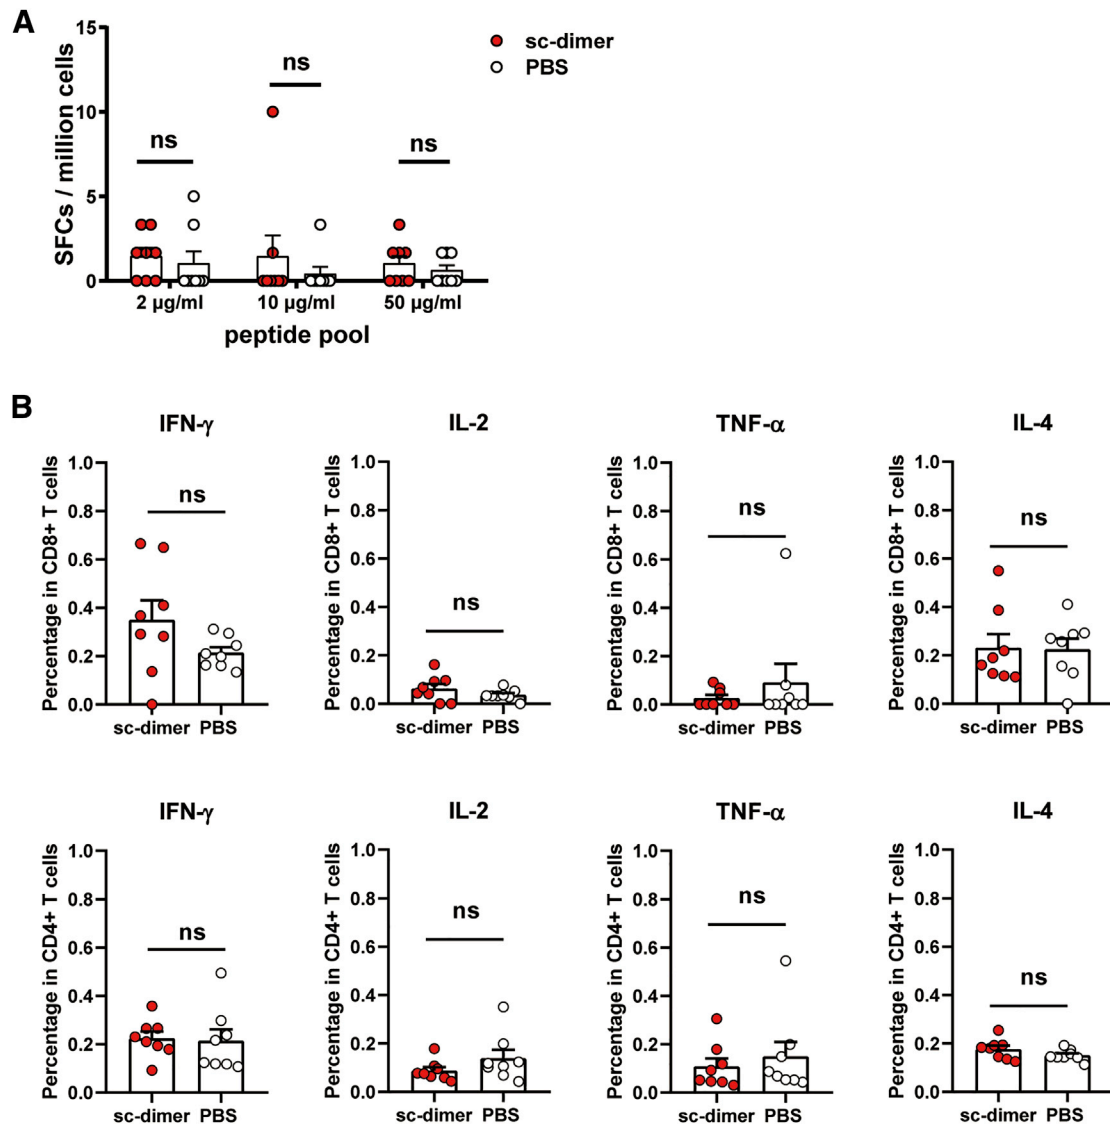 A
15
10
5
0
SFCs / million cells
ns
ns
ns
sc-dimer
PBS
2 µg/ml 10 µg/ml 50 µg/ml
peptide pool
B
IFN-γ
Percentage in CD8+ T cells
1.0
0.8
0.6
0.4
0.2
0.0
ns
sc-dimer PBS
IL-2
Percentage in CD8+ T cells
1.0
0.8
0.6
0.4
0.2
0.0
ns
sc-dimer PBS
TNF-α
Percentage in CD8+ T cells
1.0
0.8
0.6
0.4
0.2
0.0
ns
sc-dimer PBS
IL-4
Percentage in CD8+ T cells
1.0
0.8
0.6
0.4
0.2
0.0
ns
sc-dimer PBS
IFN-γ
Percentage in CD4+ T cells
1.0
0.8
0.6
0.4
0.2
0.0
ns
sc-dimer PBS
IL-2
Percentage in CD4+ T cells
1.0
0.8
0.6
0.4
0.2
0.0
ns
sc-dimer PBS
TNF-α
Percentage in CD4+ T cells
1.0
0.8
0.6
0.4
0.2
0.0
ns
sc-dimer PBS
IL-4
Percentage in CD4+ T cells
1.0
0.8
0.6
0.4
0.2
0.0
ns
sc-dimer PBS